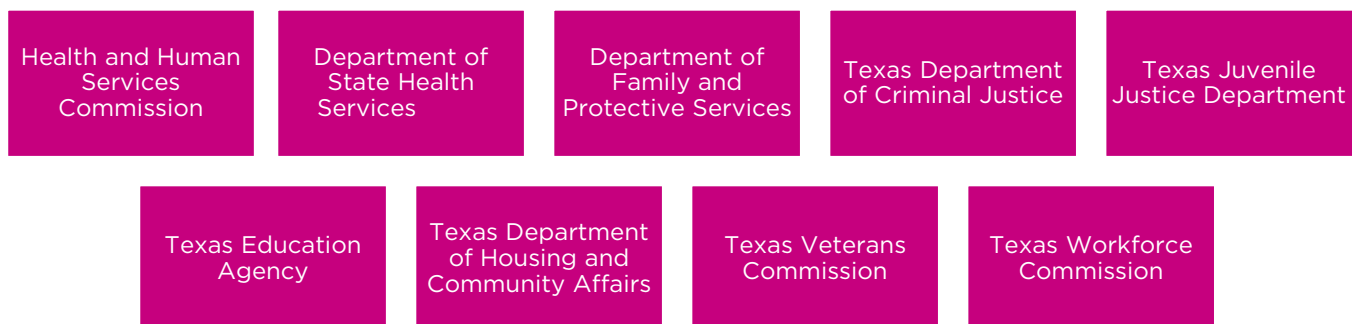 Health and Human
Services
Commission
Department of
State Health
Services
Department of
Family and
Protective Services
Texas Department
of Criminal Justice
Texas Juvenile
Justice Department
Texas Education
Agency
Texas Department
of Housing and
Community Affairs
Texas Veterans
Commission
Texas Workforce
Commission